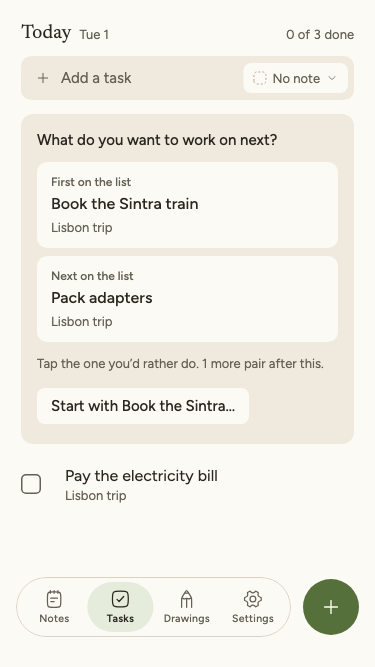 Today Tue 1 0 of 3 done
Add a task No note
What do you want to work on next?
First on the list
Book the Sintra train
Lisbon trip
Next on the list
Pack adapters
Lisbon trip
Tap the one you’d rather do. 1 more pair after this.
Start with Book the Sintra…
Pay the electricity bill
Lisbon trip
Notes Tasks Drawings Settings